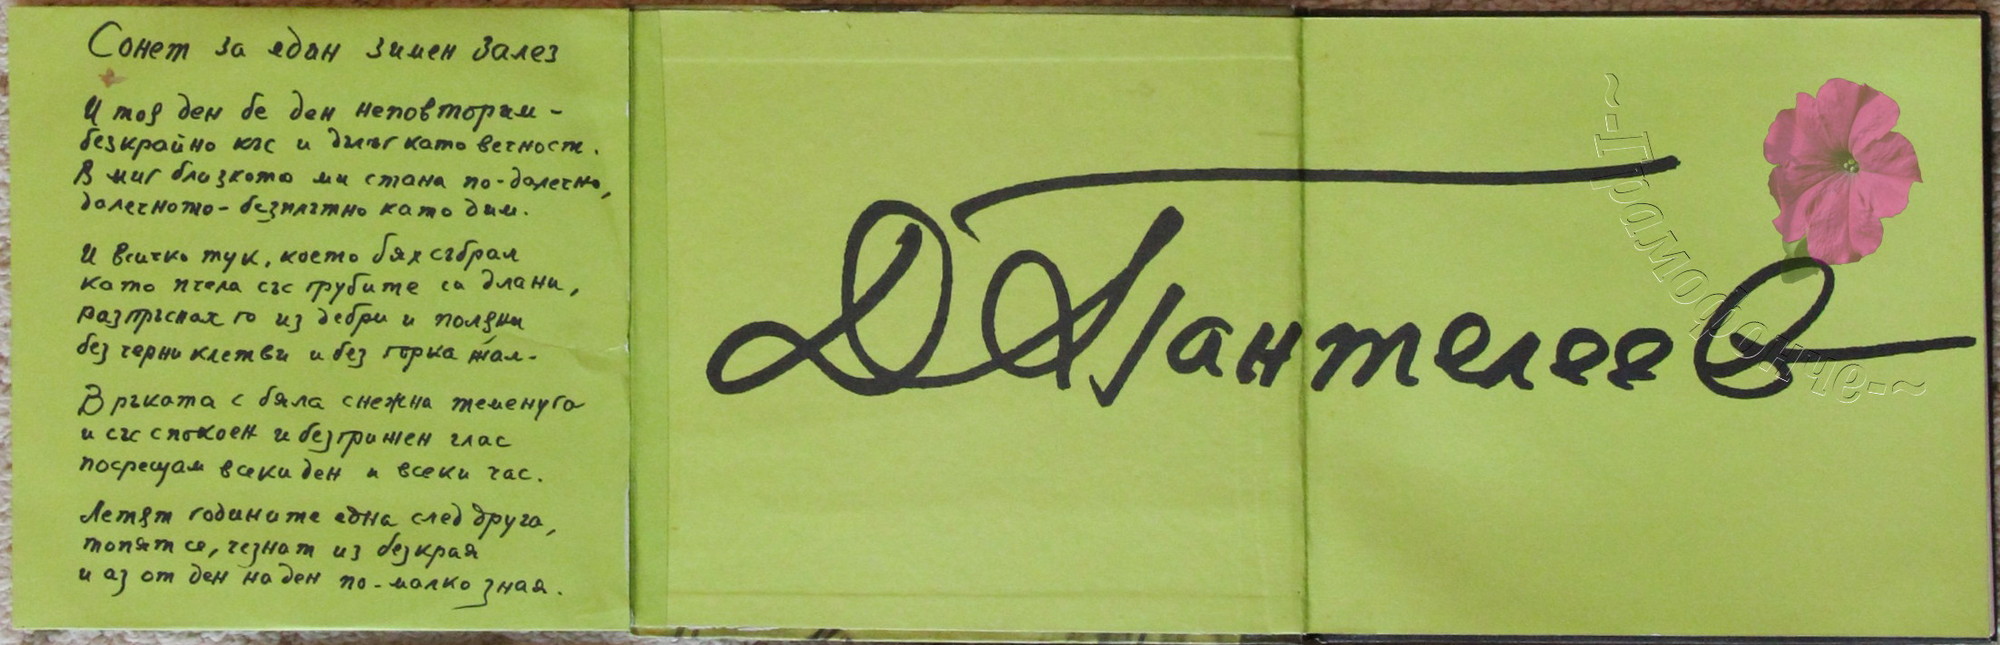 Сонет за един зимен залез
И тоя ден бе ден неповторим -
безкрайно къс и дълъг като вечност.
В миг близкото ми стана по-далечно,
далечното - безплътно като дим.
И всичко тук, което бях събрал
като пчела със грубите си длани,
разпръснах го из дебри и поляни
без черни клетви и без горка жал -
В ръката с бяла снежна теменуга
и със спокоен и безгрижен глас
посрещам всеки ден и всеки час.
Летят годините една след друга,
топят се, чезнат из безкрая
и аз от ден на ден по-малко зная.
Д Пантелеев
~-Грамофонче-~